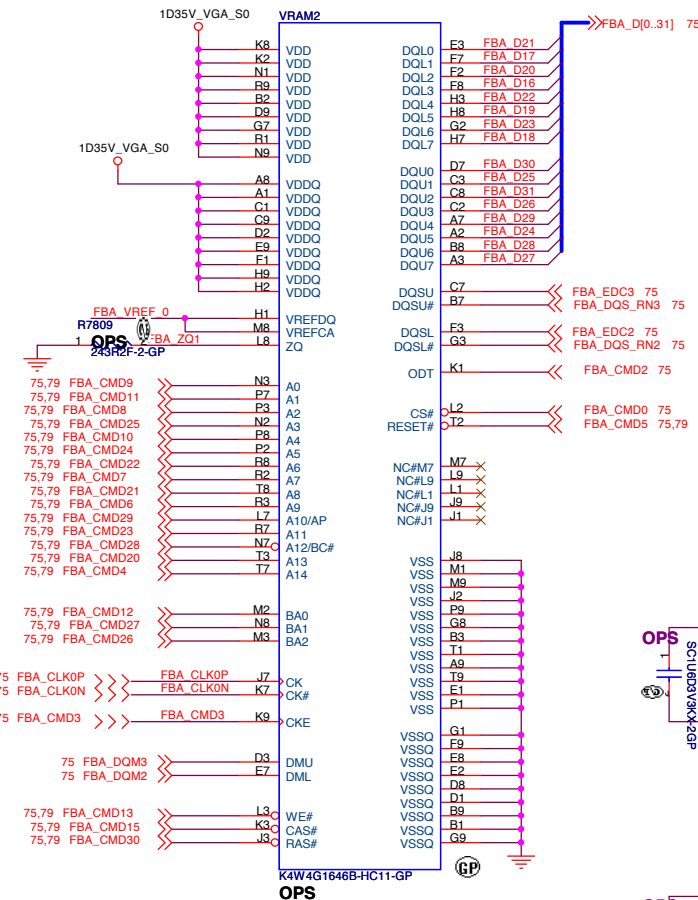 1D35V_VGA_S0
VRAM2
FBA_D[0..31] 75
K8 VDD DQL0 E3 FBA_D21
K2 VDD DQL1 F7 FBA_D17
N1 VDD DQL2 F2 FBA_D20
R9 VDD DQL3 F8 FBA_D16
B2 VDD DQL4 H3 FBA_D22
D9 VDD DQL5 H8 FBA_D19
G7 VDD DQL6 G2 FBA_D23
R1 VDD DQL7 H7 FBA_D18
N9 VDD
1D35V_VGA_S0
DQU0 D7 FBA_D30
A8 VDDQ DQU1 C3 FBA_D25
A1 VDDQ DQU2 C8 FBA_D31
C1 VDDQ DQU3 C2 FBA_D26
C9 VDDQ DQU4 A7 FBA_D29
D2 VDDQ DQU5 A2 FBA_D24
E9 VDDQ DQU6 B8 FBA_D28
F1 VDDQ DQU7 A3 FBA_D27
H9 VDDQ
H2 VDDQ DQSU C7 FBA_EDC3 75
DQSU# B7 FBA_DQS_RN3 75
FBA_VREF_0 H1 VREFDQ
R7809 M8 VREFCA DQSL F3 FBA_EDC2 75
1 OPS 2 FBA_ZQ1 L8 ZQ DQSL# G3 FBA_DQS_RN2 75
243R2F-2-GP
ODT K1 FBA_CMD2 75
75,79 FBA_CMD9 N3 A0
75,79 FBA_CMD11 P7 A1
75,79 FBA_CMD8 P3 A2 CS# L2 FBA_CMD0 75
75,79 FBA_CMD25 N2 A3 RESET# T2 FBA_CMD5 75,79
75,79 FBA_CMD10 P8 A4
75,79 FBA_CMD24 P2 A5
75,79 FBA_CMD22 R8 A6 NC#M7 M7
75,79 FBA_CMD7 R2 A7 NC#L9 L9
75,79 FBA_CMD21 T8 A8 NC#L1 L1
75,79 FBA_CMD6 R3 A9 NC#J9 J9
75,79 FBA_CMD29 L7 A10/AP NC#J1 J1
75,79 FBA_CMD23 R7 A11
75,79 FBA_CMD28 N7 A12/BC#
75,79 FBA_CMD20 T3 A13 VSS J8
75,79 FBA_CMD4 T7 A14 VSS M1
VSS M9
VSS J2
75,79 FBA_CMD12 M2 BA0 VSS P9
75,79 FBA_CMD27 N8 BA1 VSS G8
75,79 FBA_CMD26 M3 BA2 VSS B3
VSS T1
VSS A9
75 FBA_CLK0P FBA_CLK0P J7 CK VSS T9
75 FBA_CLK0N FBA_CLK0N K7 CK# VSS E1
VSS P1
75 FBA_CMD3 FBA_CMD3 K9 CKE
VSSQ G1
VSSQ F9
75 FBA_DQM3 D3 DMU VSSQ E8
75 FBA_DQM2 E7 DML VSSQ E2
VSSQ D8
VSSQ D1
75,79 FBA_CMD13 L3 WE# VSSQ B9
75,79 FBA_CMD15 K3 CAS# VSSQ B1
75,79 FBA_CMD30 J3 RAS# VSSQ G9
GP
K4W4G1646B-HC11-GP
OPS
OPS
1
SC1U6D3V3KX-2GP